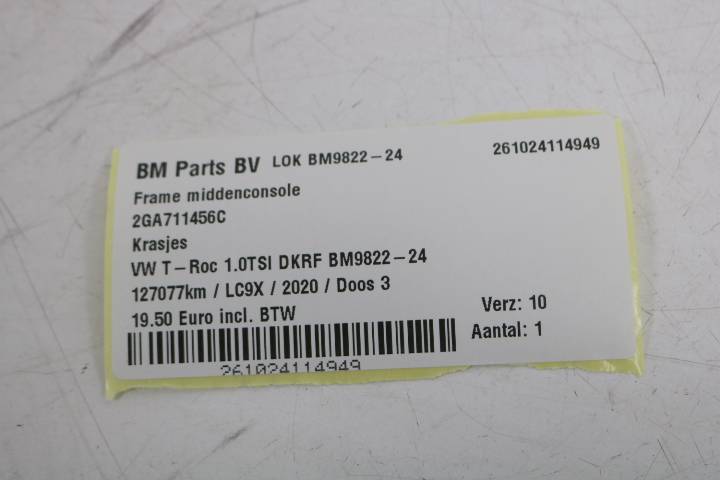 BM Parts BV LOK BM9822-24 261024114949
Frame middenconsole
2GA711456C
Krasjes
VW T-Roc 1.0TSI DKRF BM9822-24
127077km / LC9X / 2020 / Doos 3
19.50 Euro incl. BTW Verz: 10
Aantal: 1
261024114949